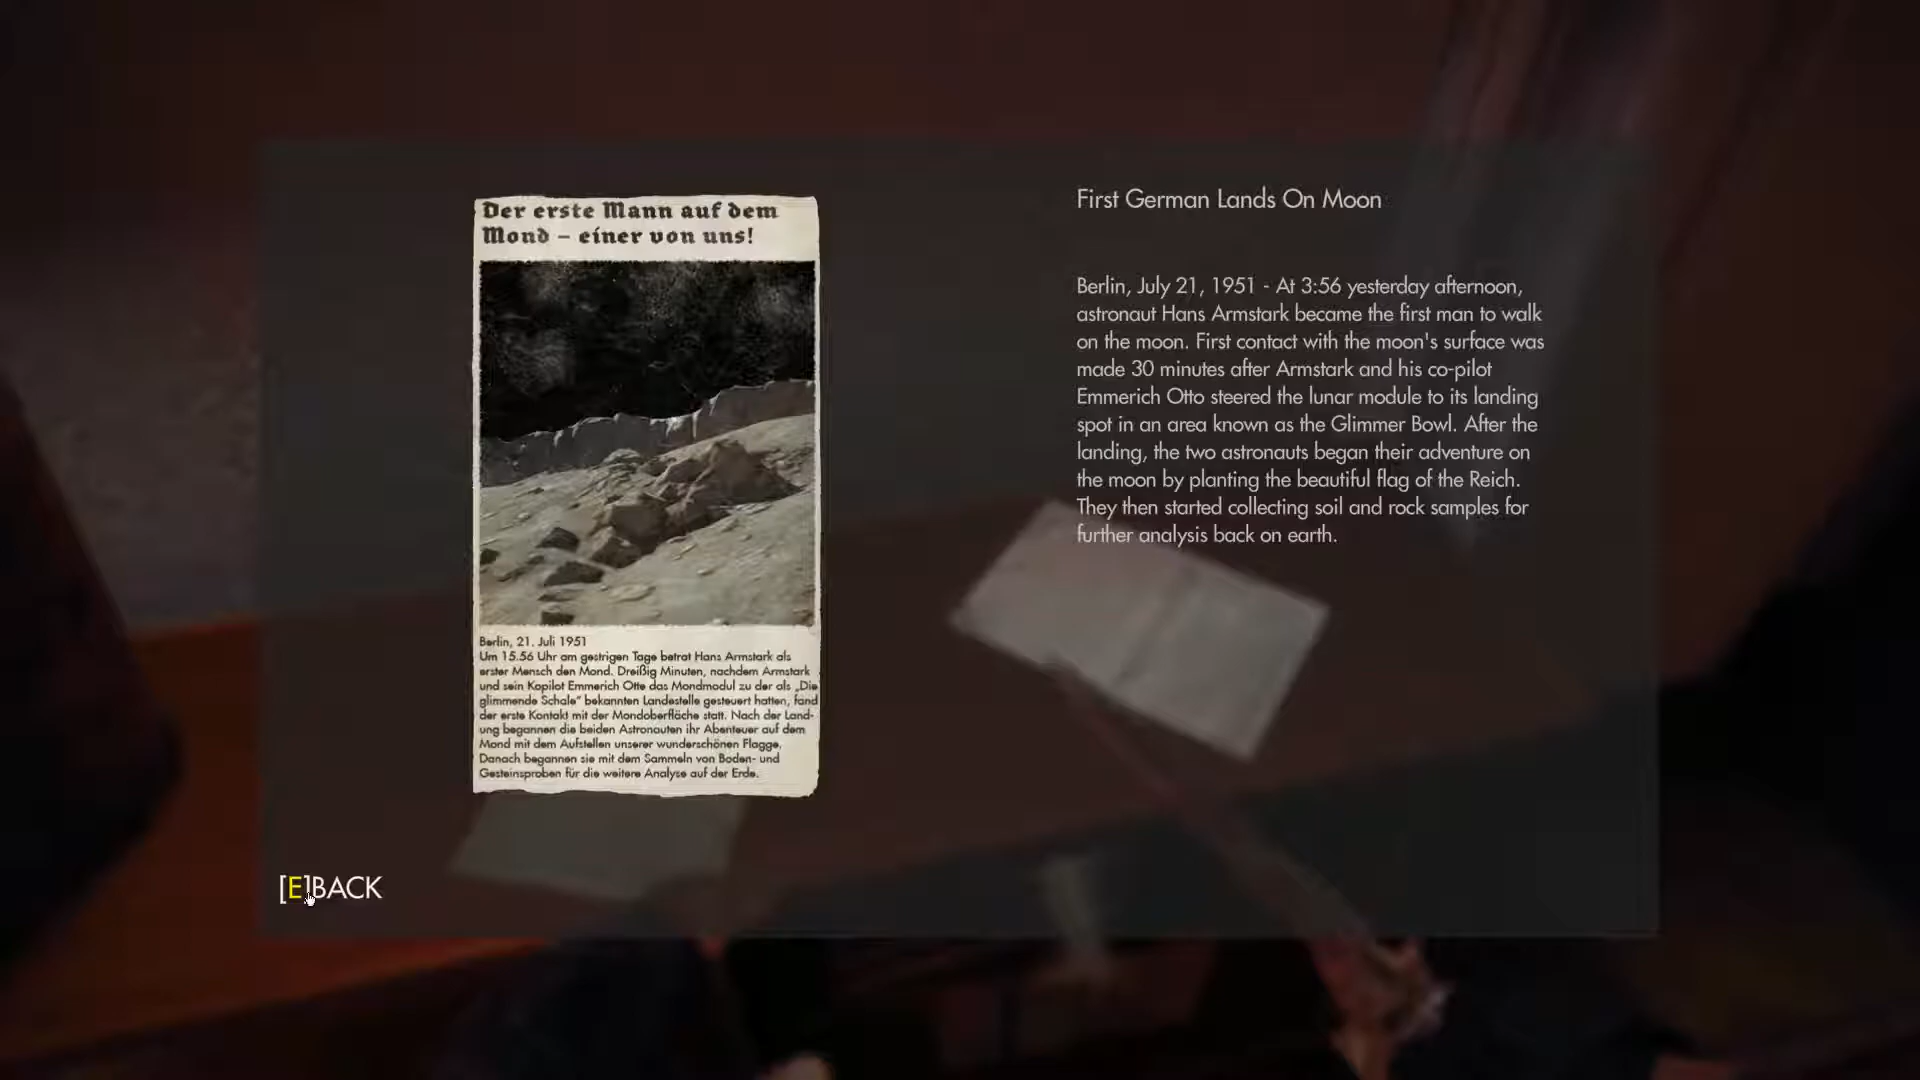 Der erste Mann auf dem
Mond – einer von uns!
Berlin, 21. Juli 1951
Um 15.56 Uhr am gestrigen Tage betrat Hans Armstark als
erster Mensch den Mond. Dreißig Minuten, nachdem Armstark
und sein Kopilot Emmerich Otto das Mondmodul zu der als „Die
glimmende Schale“ bekannten Landestelle gesteuert hatten, fand
der erste Kontakt mit der Mondoberfläche statt. Nach der Land-
ung begannen die beiden Astronauten ihr Abenteuer auf dem
Mond mit dem Aufstellen unserer wunderschönen Flagge.
Danach begannen sie mit dem Sammeln von Boden- und
Gesteinsproben für die weitere Analyse auf der Erde.
First German Lands On Moon
Berlin, July 21, 1951 - At 3:56 yesterday afternoon,
astronaut Hans Armstark became the first man to walk
on the moon. First contact with the moon's surface was
made 30 minutes after Armstark and his co-pilot
Emmerich Otto steered the lunar module to its landing
spot in an area known as the Glimmer Bowl. After the
landing, the two astronauts began their adventure on
the moon by planting the beautiful flag of the Reich.
They then started collecting soil and rock samples for
further analysis back on earth.
[E]BACK